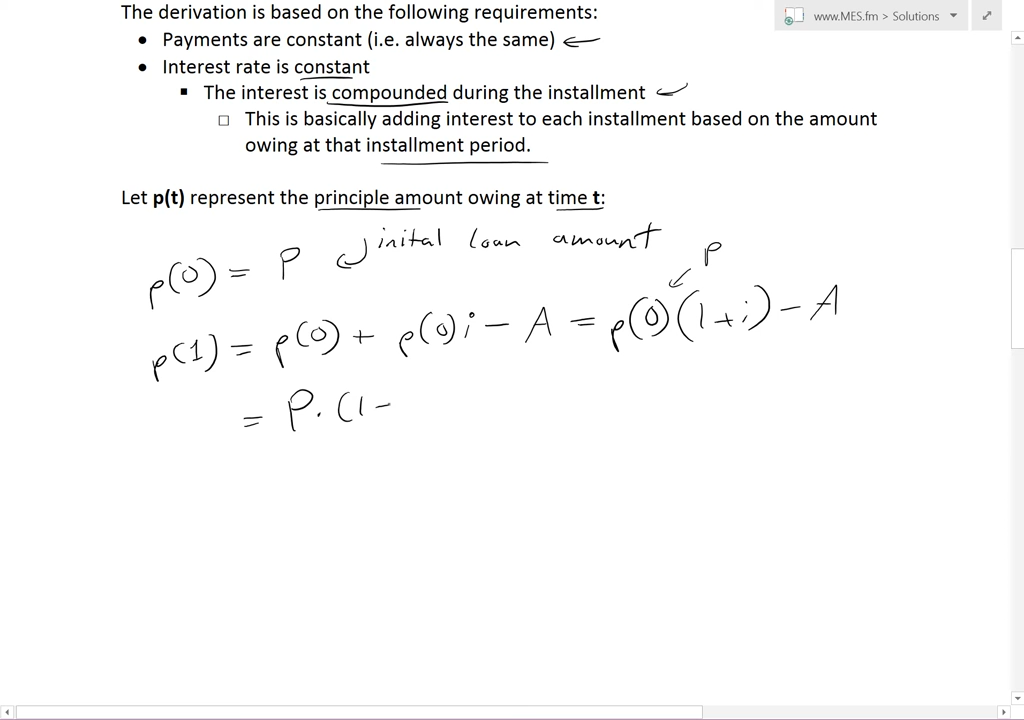 The derivation is based on the following requirements:
www.MES.fm > Solutions
• Payments are constant (i.e. always the same)
• Interest rate is constant
▪ The interest is compounded during the installment
□ This is basically adding interest to each installment based on the amount
owing at that installment period.
Let p(t) represent the principle amount owing at time t:
p(0) = P inital loan amount
P
p(1) = p(0) + p(0)i - A = p(0)(1+i) - A
= P. (1-